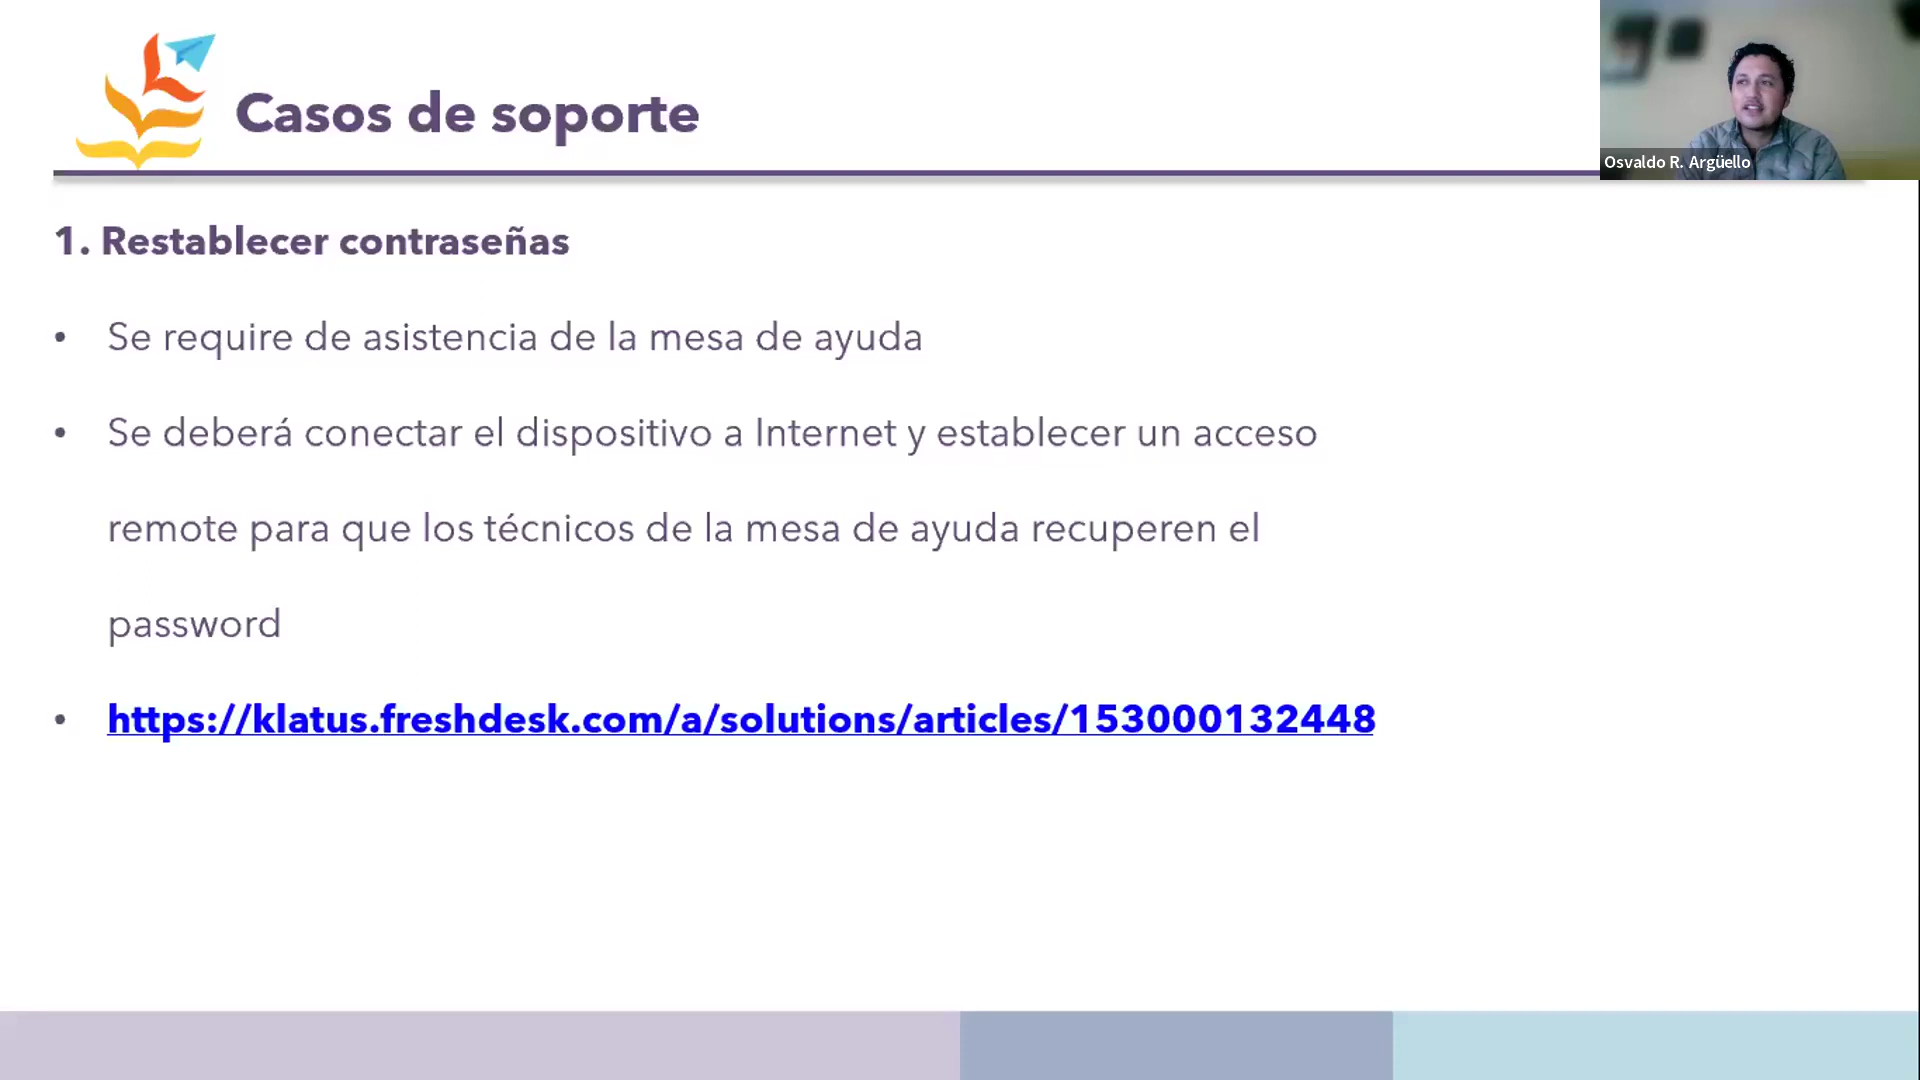 Casos de soporte
Osvaldo R. Argüello
1. Restablecer contraseñas
• Se require de asistencia de la mesa de ayuda
• Se deberá conectar el dispositivo a Internet y establecer un acceso
remote para que los técnicos de la mesa de ayuda recuperen el
password
• https://klatus.freshdesk.com/a/solutions/articles/153000132448